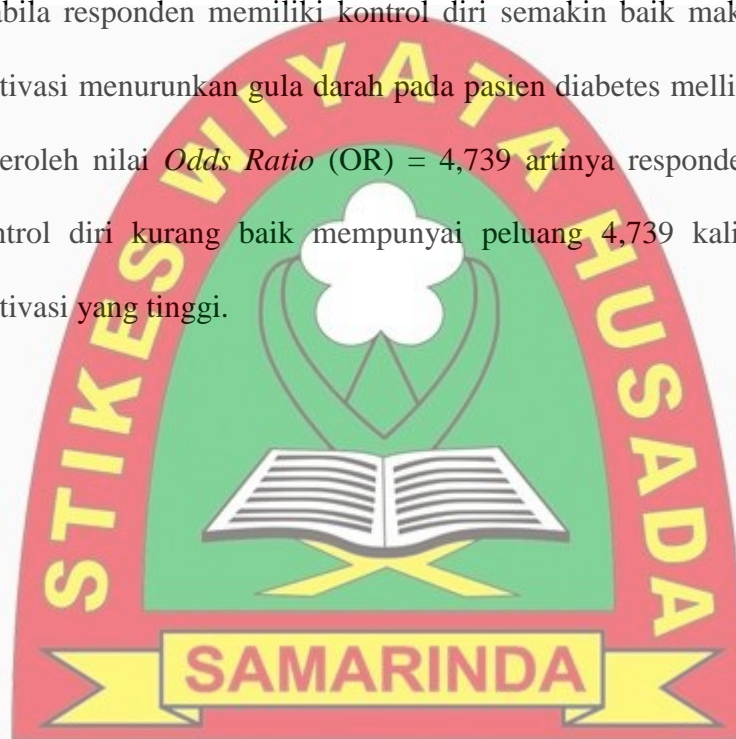 abila responden memiliki kontrol diri semakin baik mak
tivasi menurunkan gula darah pada pasien diabetes melli
eroleh nilai Odds Ratio (OR) = 4,739 artinya responde
ntrol diri kurang baik mempunyai peluang 4,739 kali
tivasi yang tinggi.
STIKES WIYATA HUSADA
SAMARINDA